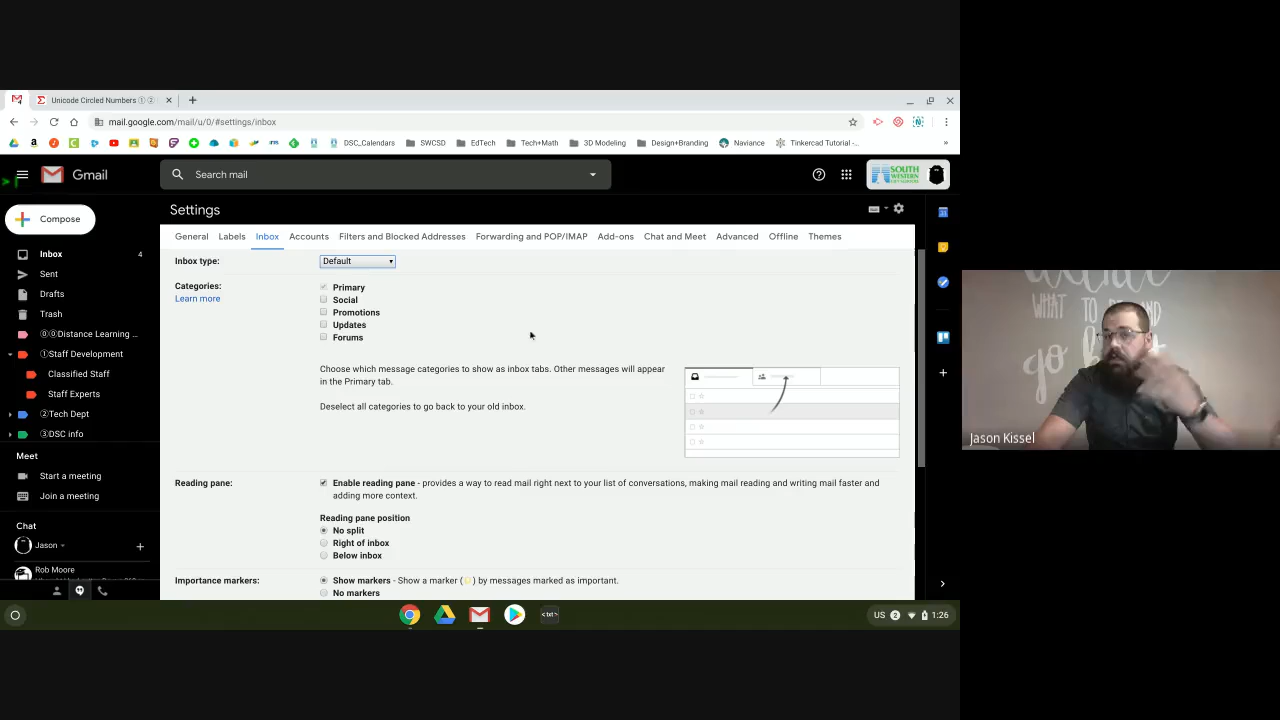 Unicode Circled Numbers ① ②
mail.google.com/mail/u/0/#settings/inbox
DSC_Calendars
SWCSD
EdTech
Tech+Math
3D Modeling
Design+Branding
Naviance
Tinkercad Tutorial -...
»
Gmail
Search mail
SOUTH
WESTERN
Compose
Settings
General
Labels
Inbox
Accounts
Filters and Blocked Addresses
Forwarding and POP/IMAP
Add-ons
Chat and Meet
Advanced
Offline
Themes
Inbox 4
Sent
Drafts
Trash
⓪⓪Distance Learning ...
①Staff Development
Classified Staff
Staff Experts
②Tech Dept
③DSC info
Meet
Start a meeting
Join a meeting
Chat
Jason
Rob Moore
Inbox type:
Default
Categories:
Learn more
Primary
Social
Promotions
Updates
Forums
Choose which message categories to show as inbox tabs. Other messages will appear
in the Primary tab.
Deselect all categories to go back to your old inbox.
Reading pane:
Enable reading pane - provides a way to read mail right next to your list of conversations, making mail reading and writing mail faster and
adding more context.
Reading pane position
No split
Right of inbox
Below inbox
Importance markers:
Show markers - Show a marker ( ) by messages marked as important.
No markers
<txt>
US 2 1:26
WHAT TO
go
Jason Kissel